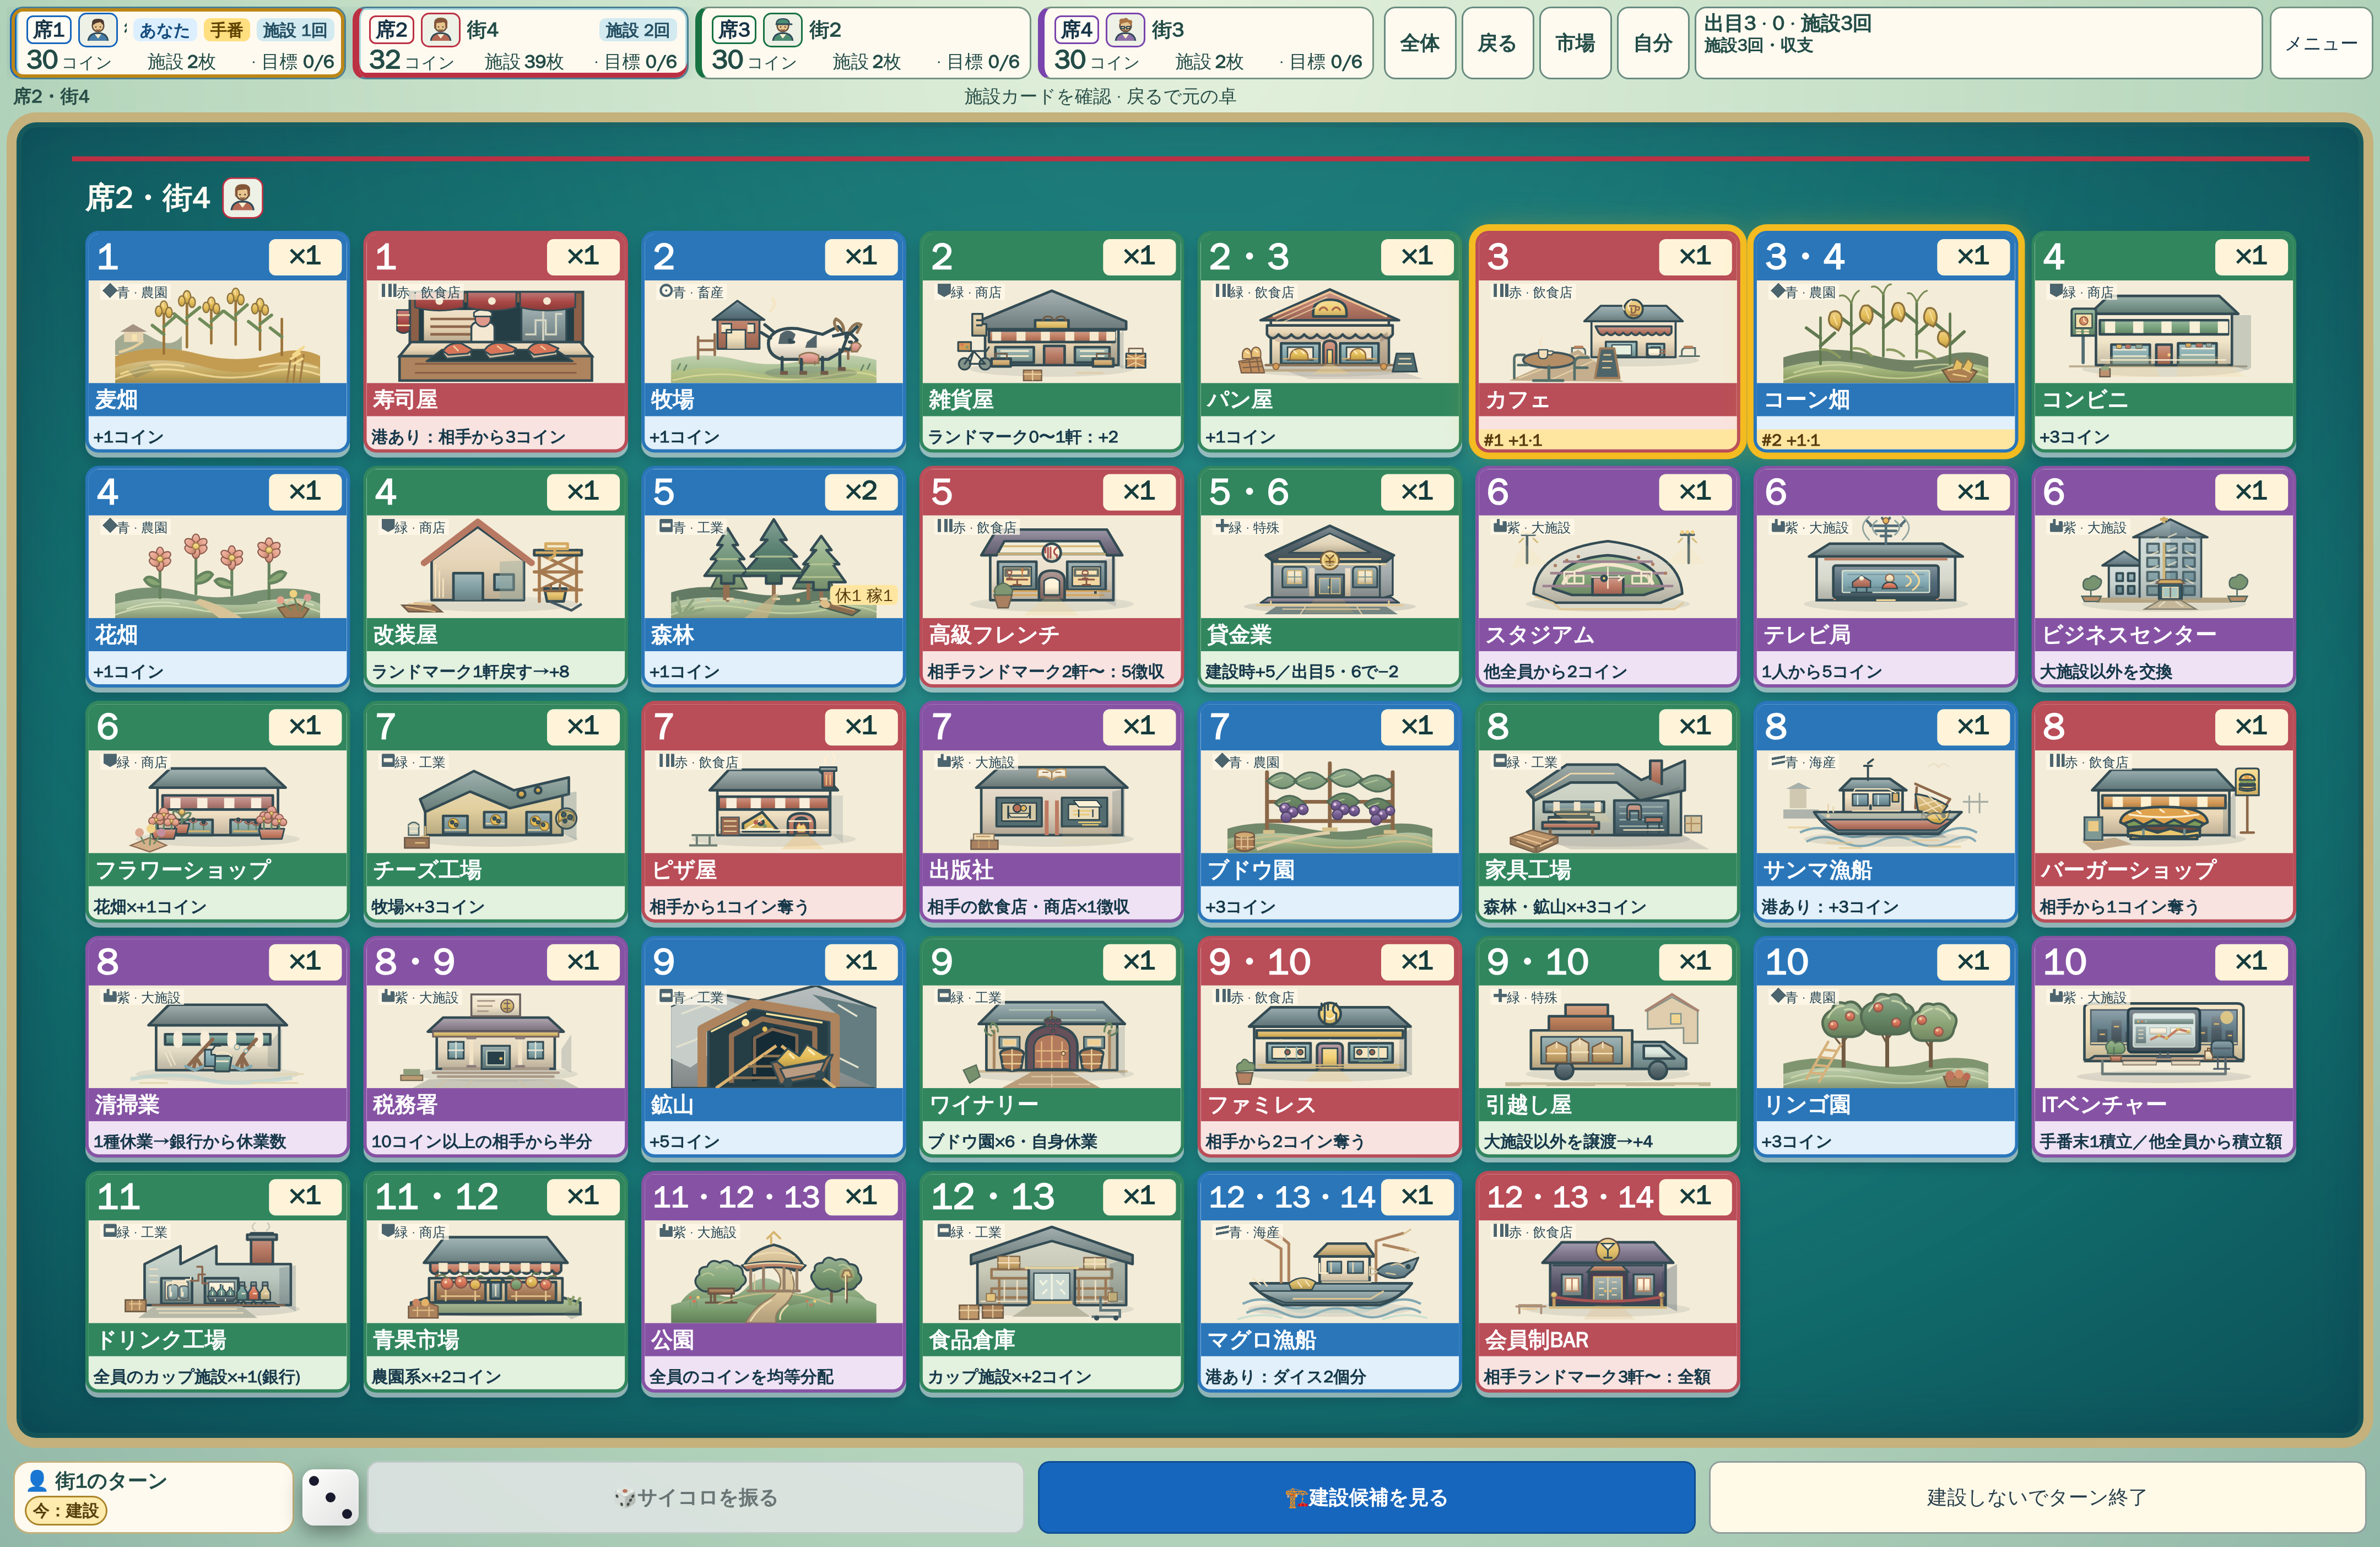 席1 あなた 手番 施設 1回
30 コイン 施設 2枚 · 目標 0/6
席2 街4 施設 2回
32 コイン 施設 39枚 · 目標 0/6
席3 街2
30 コイン 施設 2枚 · 目標 0/6
席4 街3
30 コイン 施設 2枚 · 目標 0/6
全体 戻る 市場 自分
出目3 · 0 · 施設3回
施設3回・収支
メニュー
席2・街4
施設カードを確認 · 戻るで元の卓
席2・街4
1 ×1
青 · 農園
麦畑
+1コイン
1 ×1
赤 · 飲食店
寿司屋
港あり：相手から3コイン
2 ×1
青 · 畜産
牧場
+1コイン
2 ×1
緑 · 商店
雑貨屋
ランドマーク0〜1軒：+2
2・3 ×1
緑 · 飲食店
パン屋
+1コイン
3 ×1
赤 · 飲食店
カフェ
#1 +1·1
3・4 ×1
青 · 農園
コーン畑
#2 +1·1
4 ×1
緑 · 商店
コンビニ
+3コイン
4 ×1
青 · 農園
花畑
+1コイン
4 ×1
緑 · 商店
改装屋
ランドマーク1軒戻す→+8
5 ×2
青 · 工業
休1 稼1
森林
+1コイン
5 ×1
赤 · 飲食店
高級フレンチ
相手ランドマーク2軒〜：5徴収
5・6 ×1
緑 · 特殊
貸金業
建設時+5／出目5・6で−2
6 ×1
紫 · 大施設
スタジアム
他全員から2コイン
6 ×1
紫 · 大施設
テレビ局
1人から5コイン
6 ×1
紫 · 大施設
ビジネスセンター
大施設以外を交換
6 ×1
緑 · 商店
フラワーショップ
花畑×+1コイン
7 ×1
緑 · 工業
チーズ工場
牧場×+3コイン
7 ×1
赤 · 飲食店
ピザ屋
相手から1コイン奪う
7 ×1
紫 · 大施設
出版社
相手の飲食店・商店×1徴収
7 ×1
青 · 農園
ブドウ園
+3コイン
8 ×1
緑 · 工業
家具工場
森林・鉱山×+3コイン
8 ×1
青 · 海産
サンマ漁船
港あり：+3コイン
8 ×1
赤 · 飲食店
バーガーショップ
相手から1コイン奪う
8 ×1
紫 · 大施設
清掃業
1種休業→銀行から休業数
8・9 ×1
紫 · 大施設
税務署
10コイン以上の相手から半分
9 ×1
青 · 工業
鉱山
+5コイン
9 ×1
緑 · 工業
ワイナリー
ブドウ園×6・自身休業
9・10 ×1
赤 · 飲食店
ファミレス
相手から2コイン奪う
9・10 ×1
緑 · 特殊
引越し屋
大施設以外を譲渡→+4
10 ×1
青 · 農園
リンゴ園
+3コイン
10 ×1
紫 · 大施設
ITベンチャー
手番末1積立／他全員から積立額
11 ×1
緑 · 工業
ドリンク工場
全員のカップ施設×+1(銀行)
11・12 ×1
緑 · 商店
青果市場
農園系×+2コイン
11・12・13 ×1
紫 · 大施設
公園
全員のコインを均等分配
12・13 ×1
緑 · 工業
食品倉庫
カップ施設×+2コイン
12・13・14 ×1
青 · 海産
マグロ漁船
港あり：ダイス2個分
12・13・14 ×1
赤 · 飲食店
会員制BAR
相手ランドマーク3軒〜：全額
街1のターン
今：建設
サイコロを振る
建設候補を見る
建設しないでターン終了